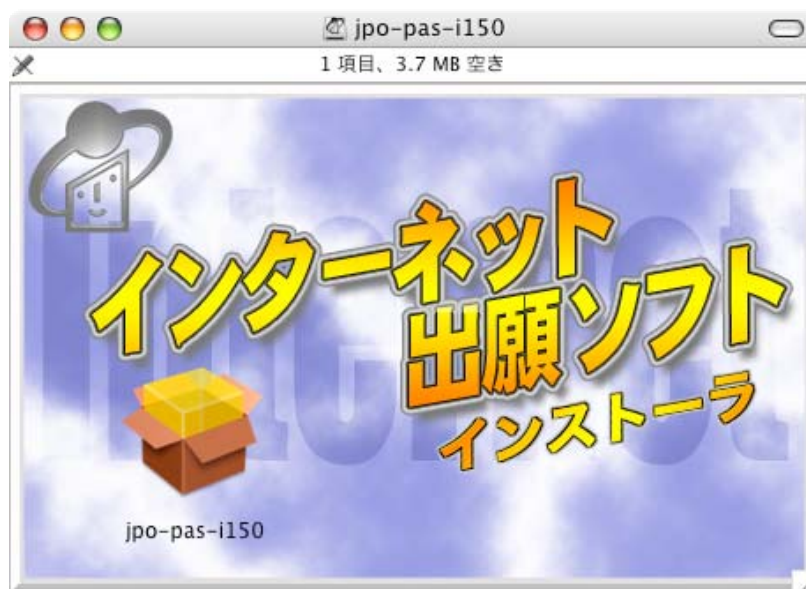 jpo-pas-i150
1 項目、3.7 MB 空き
Internet
インターネット
出願ソフト
インストーラ
jpo-pas-i150